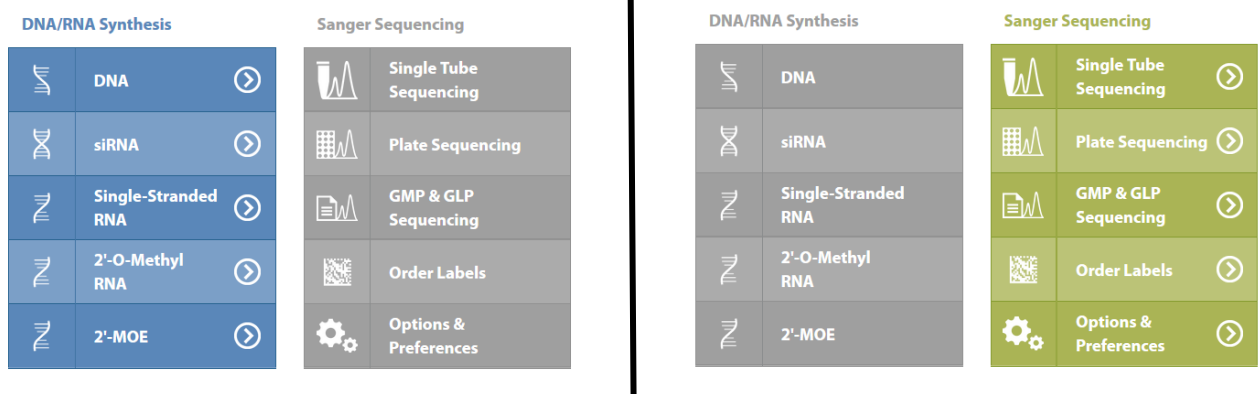 DNA/RNA Synthesis
DNA
siRNA
Single-Stranded
RNA
2'-O-Methyl
RNA
2'-MOE
Sanger Sequencing
Single Tube
Sequencing
Plate Sequencing
GMP & GLP
Sequencing
Order Labels
Options &
Preferences
DNA/RNA Synthesis
DNA
siRNA
Single-Stranded
RNA
2'-O-Methyl
RNA
2'-MOE
Sanger Sequencing
Single Tube
Sequencing
Plate Sequencing
GMP & GLP
Sequencing
Order Labels
Options &
Preferences